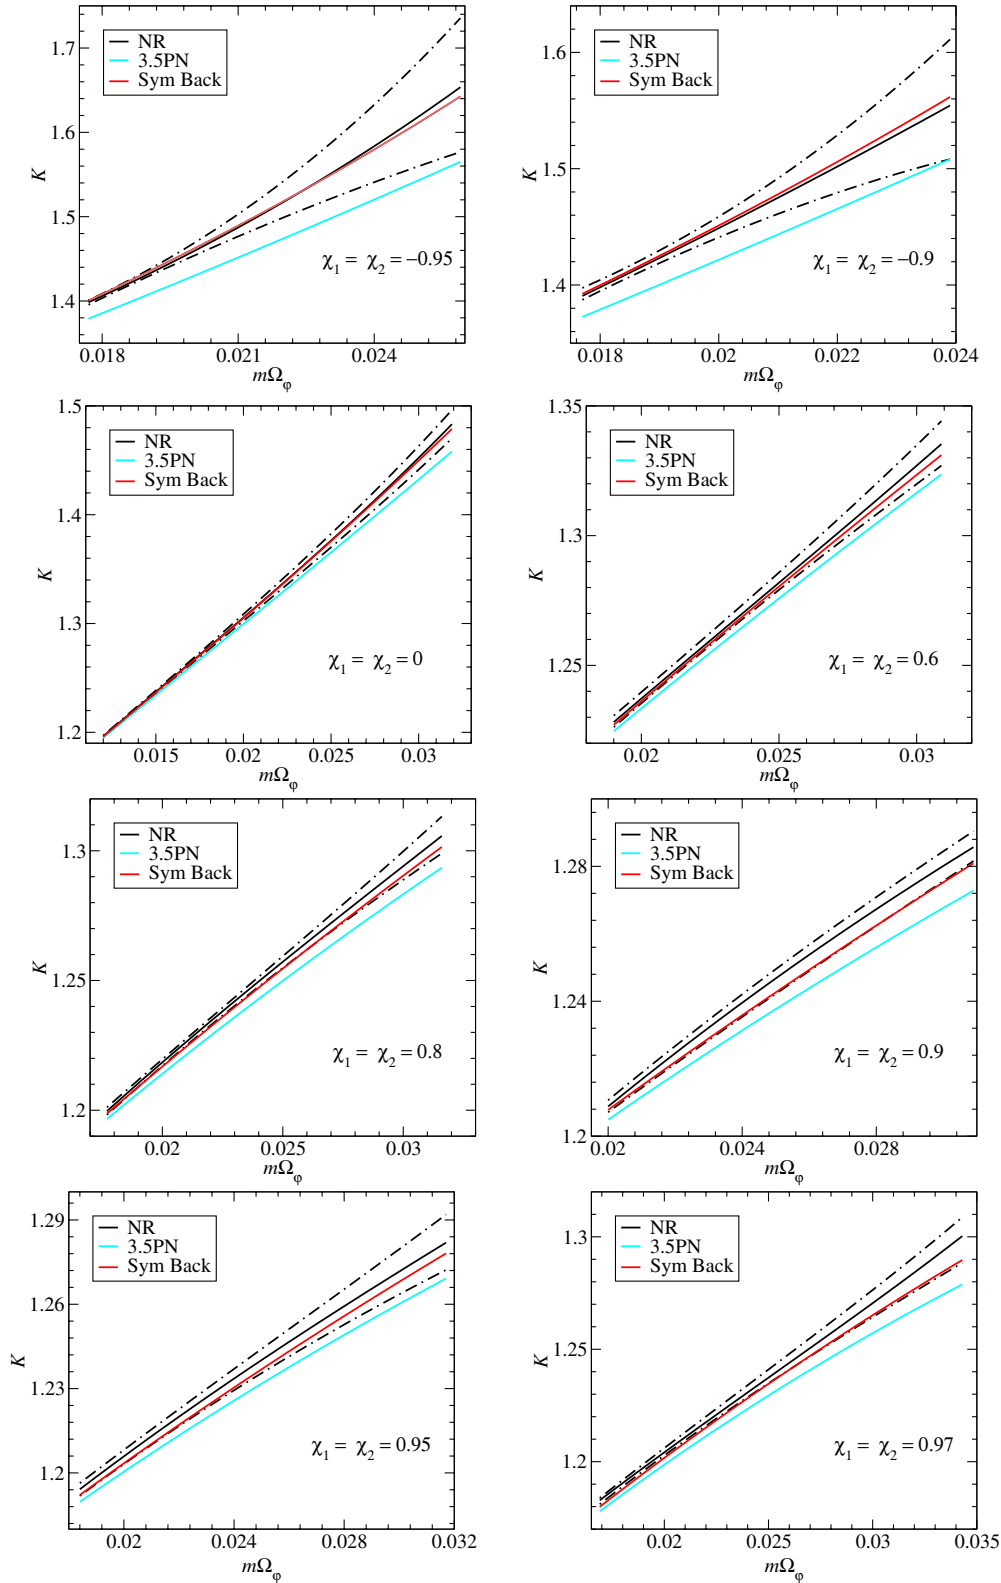 1.7
1.6
1.5
1.4
K
NR
3.5PN
Sym Back
χ1 = χ2 = −0.95
0.018 0.021 0.024
mΩφ
1.6
1.5
1.4
K
NR
3.5PN
Sym Back
χ1 = χ2 = −0.9
0.018 0.02 0.022 0.024
mΩφ
1.5
1.4
1.3
1.2
K
NR
3.5PN
Sym Back
χ1 = χ2 = 0
0.015 0.02 0.025 0.03
mΩφ
1.35
1.3
1.25
K
NR
3.5PN
Sym Back
χ1 = χ2 = 0.6
0.02 0.025 0.03
mΩφ
1.3
1.25
1.2
K
NR
3.5PN
Sym Back
χ1 = χ2 = 0.8
0.02 0.025 0.03
mΩφ
1.28
1.24
1.2
K
NR
3.5PN
Sym Back
χ1 = χ2 = 0.9
0.02 0.024 0.028
mΩφ
1.29
1.26
1.23
1.2
K
NR
3.5PN
Sym Back
χ1 = χ2 = 0.95
0.02 0.024 0.028 0.032
mΩφ
1.3
1.25
1.2
K
NR
3.5PN
Sym Back
χ1 = χ2 = 0.97
0.02 0.025 0.03 0.035
mΩφ